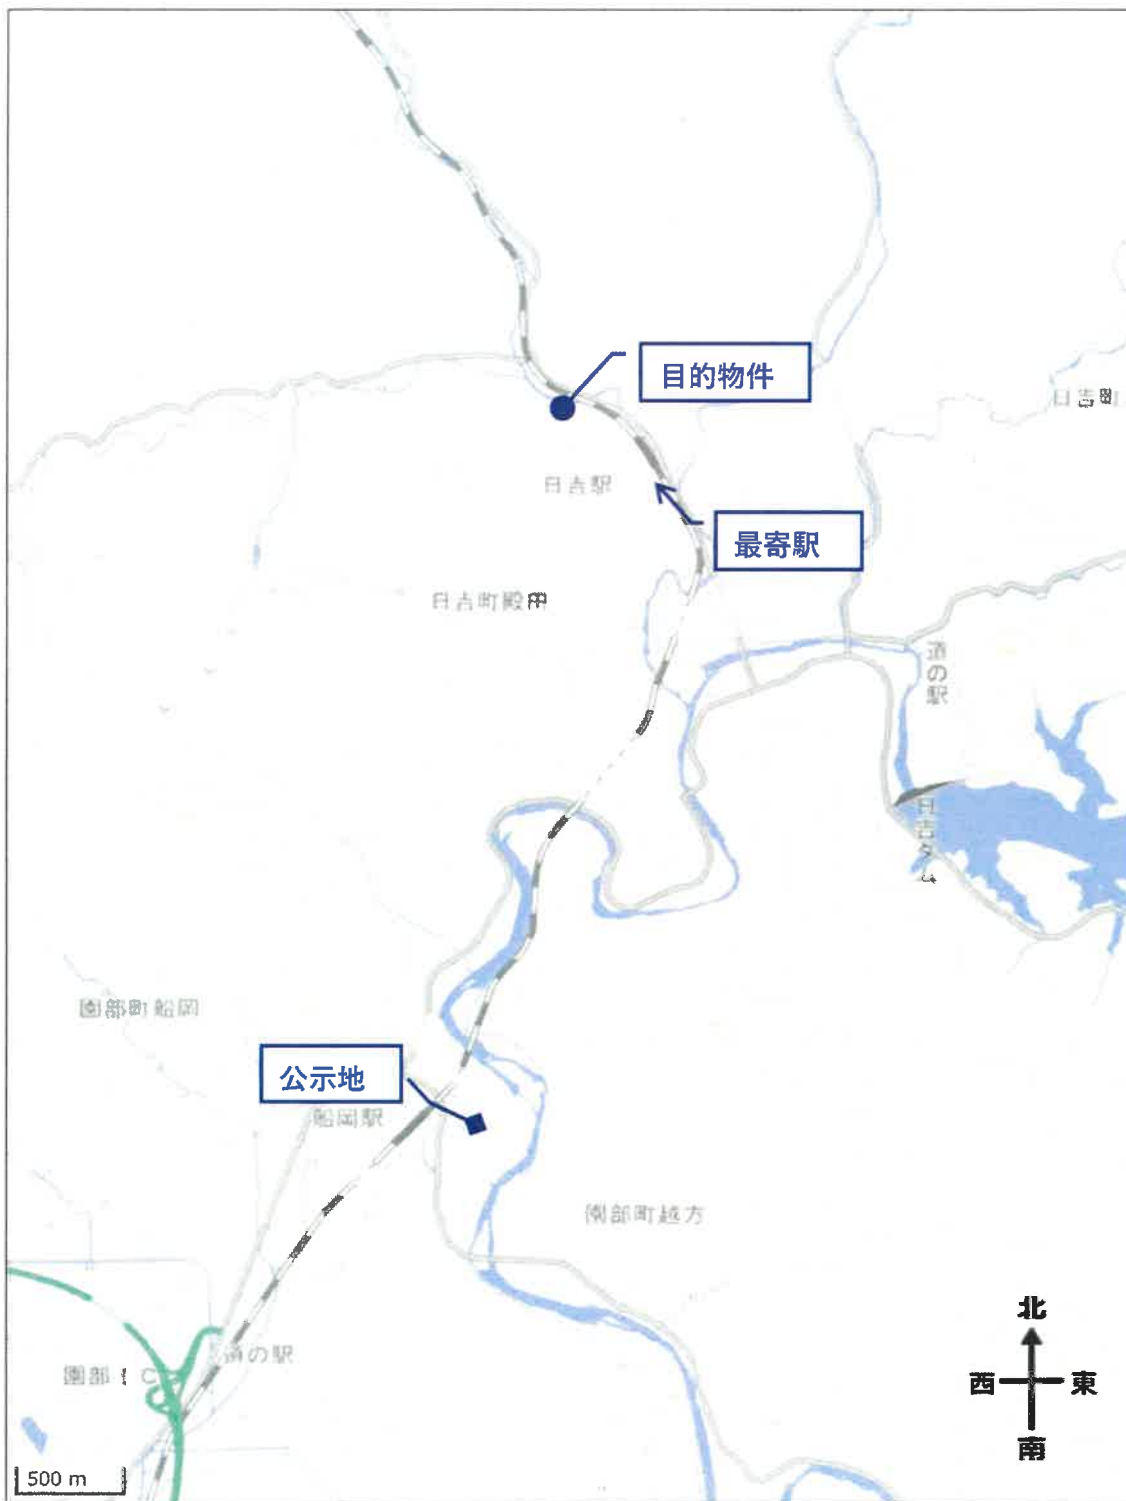 目的物件
日吉町
日吉駅
最寄駅
日吉町殿田
道の駅
日吉ダム
園部町船岡
公示地
船岡駅
園部町越方
北
西
東
南
道の駅
園部IC
500 m